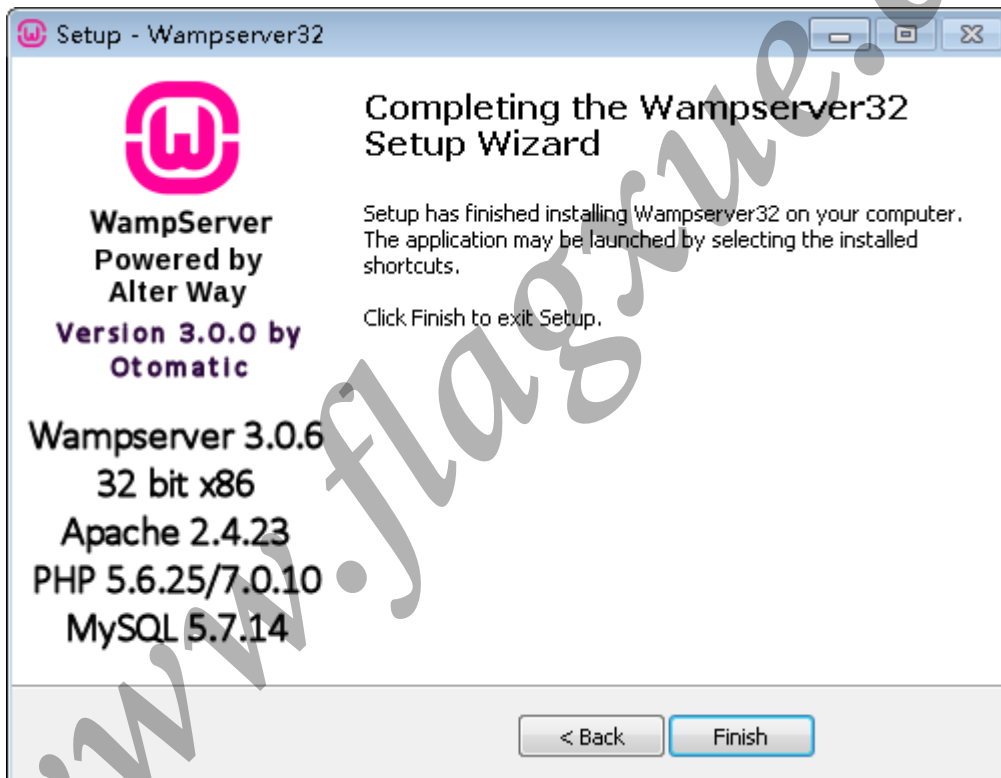 Setup - Wampserver32
WampServer
Powered by
Alter Way
Version 3.0.0 by
Otomatic
Wampserver 3.0.6
32 bit x86
Apache 2.4.23
PHP 5.6.25/7.0.10
MySQL 5.7.14
Completing the Wampserver32
Setup Wizard
Setup has finished installing Wampserver32 on your computer.
The application may be launched by selecting the installed
shortcuts.
Click Finish to exit Setup.
< Back
Finish
www.flagxue.c